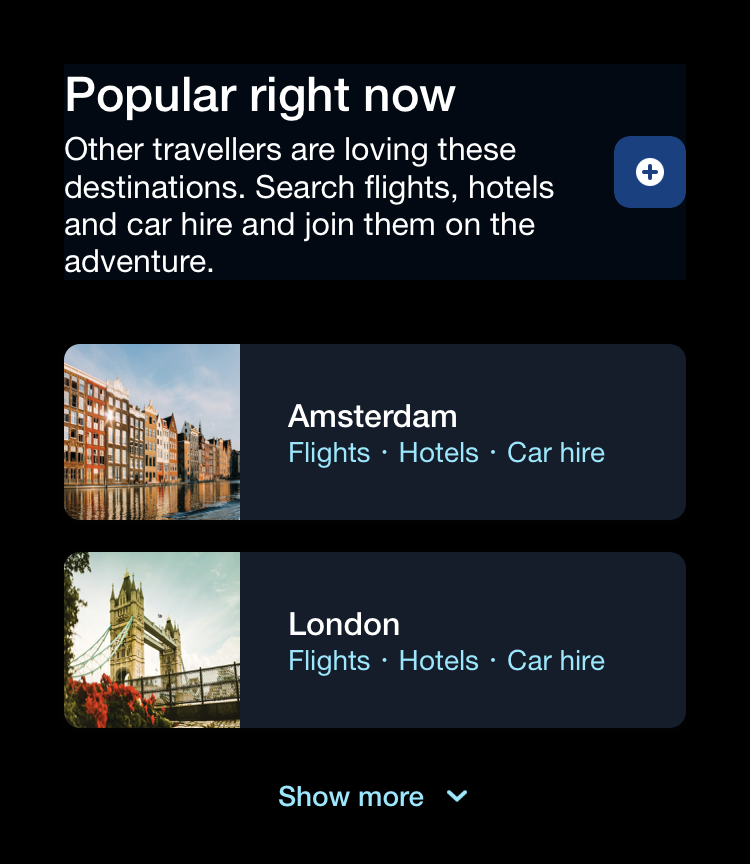 Popular right now
Other travellers are loving these
destinations. Search flights, hotels
and car hire and join them on the
adventure.
Amsterdam
Flights · Hotels · Car hire
London
Flights · Hotels · Car hire
Show more